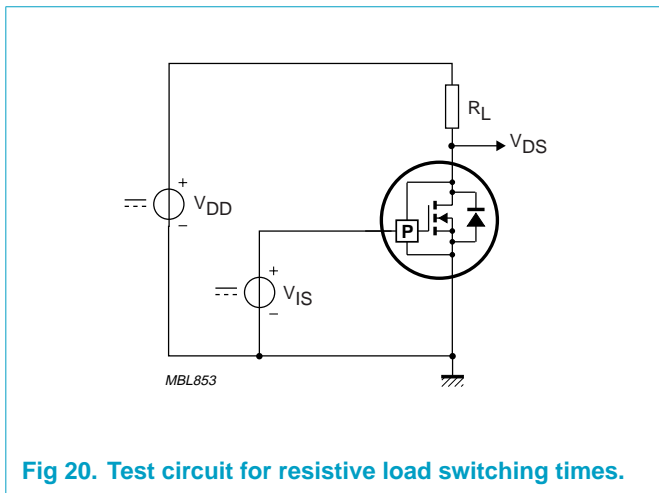 R_L
V_DS
+
V_DD
−
P
+
V_IS
−
MBL853
Fig 20. Test circuit for resistive load switching times.